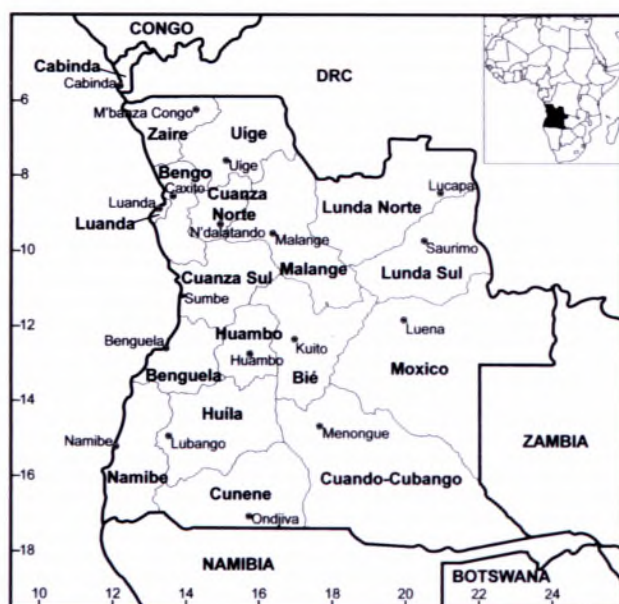 CONGO
Cabinda
Cabinda
DRC
6
M'banza Congo
Zaire
Uige
8
Bengo
Uige
Caxito
Cuanza
Norte
Lucapa
Luanda
Lunda Norte
Luanda
N'dalatando
Malange
Saurimo
10
Cuanza Sul
Malange
Lunda Sul
Sumbe
12
Huambo
Luena
Benguela
Kuito
Huambo
Benguela
Bié
Moxico
14
Huíla
Menongue
Namibe
Lubango
ZAMBIA
16
Namibe
Cuando-Cubango
Cunene
Ondjiva
18
NAMIBIA
BOTSWANA
10
12
14
16
18
20
22
24